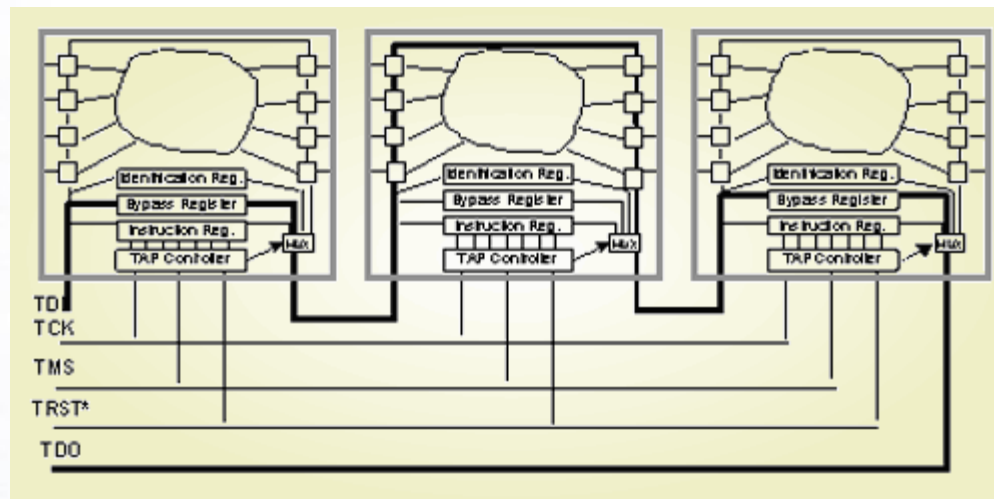 Identification Reg.
Bypass Register
Instruction Reg.
TAP Controller
MUX
Identification Reg.
Bypass Register
Instruction Reg.
TAP Controller
MUX
Identification Reg.
Bypass Register
Instruction Reg.
TAP Controller
MUX
TDI
TCK
TMS
TRST*
TDO